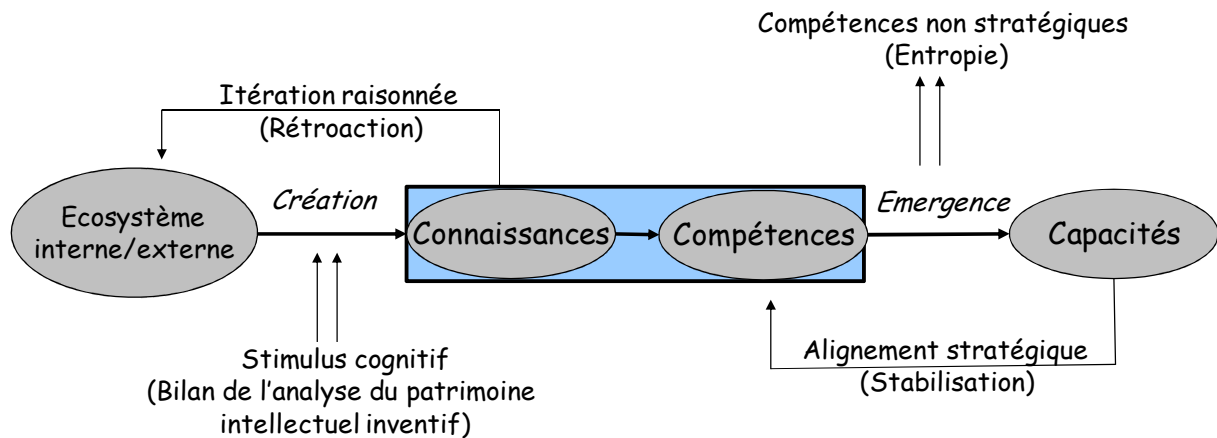 Compétences non stratégiques
(Entropie)
Itération raisonnée
(Rétroaction)
Ecosystème
interne/externe
Création
Connaissances
Compétences
Emergence
Capacités
Stimulus cognitif
(Bilan de l'analyse du patrimoine
intellectuel inventif)
Alignement stratégique
(Stabilisation)